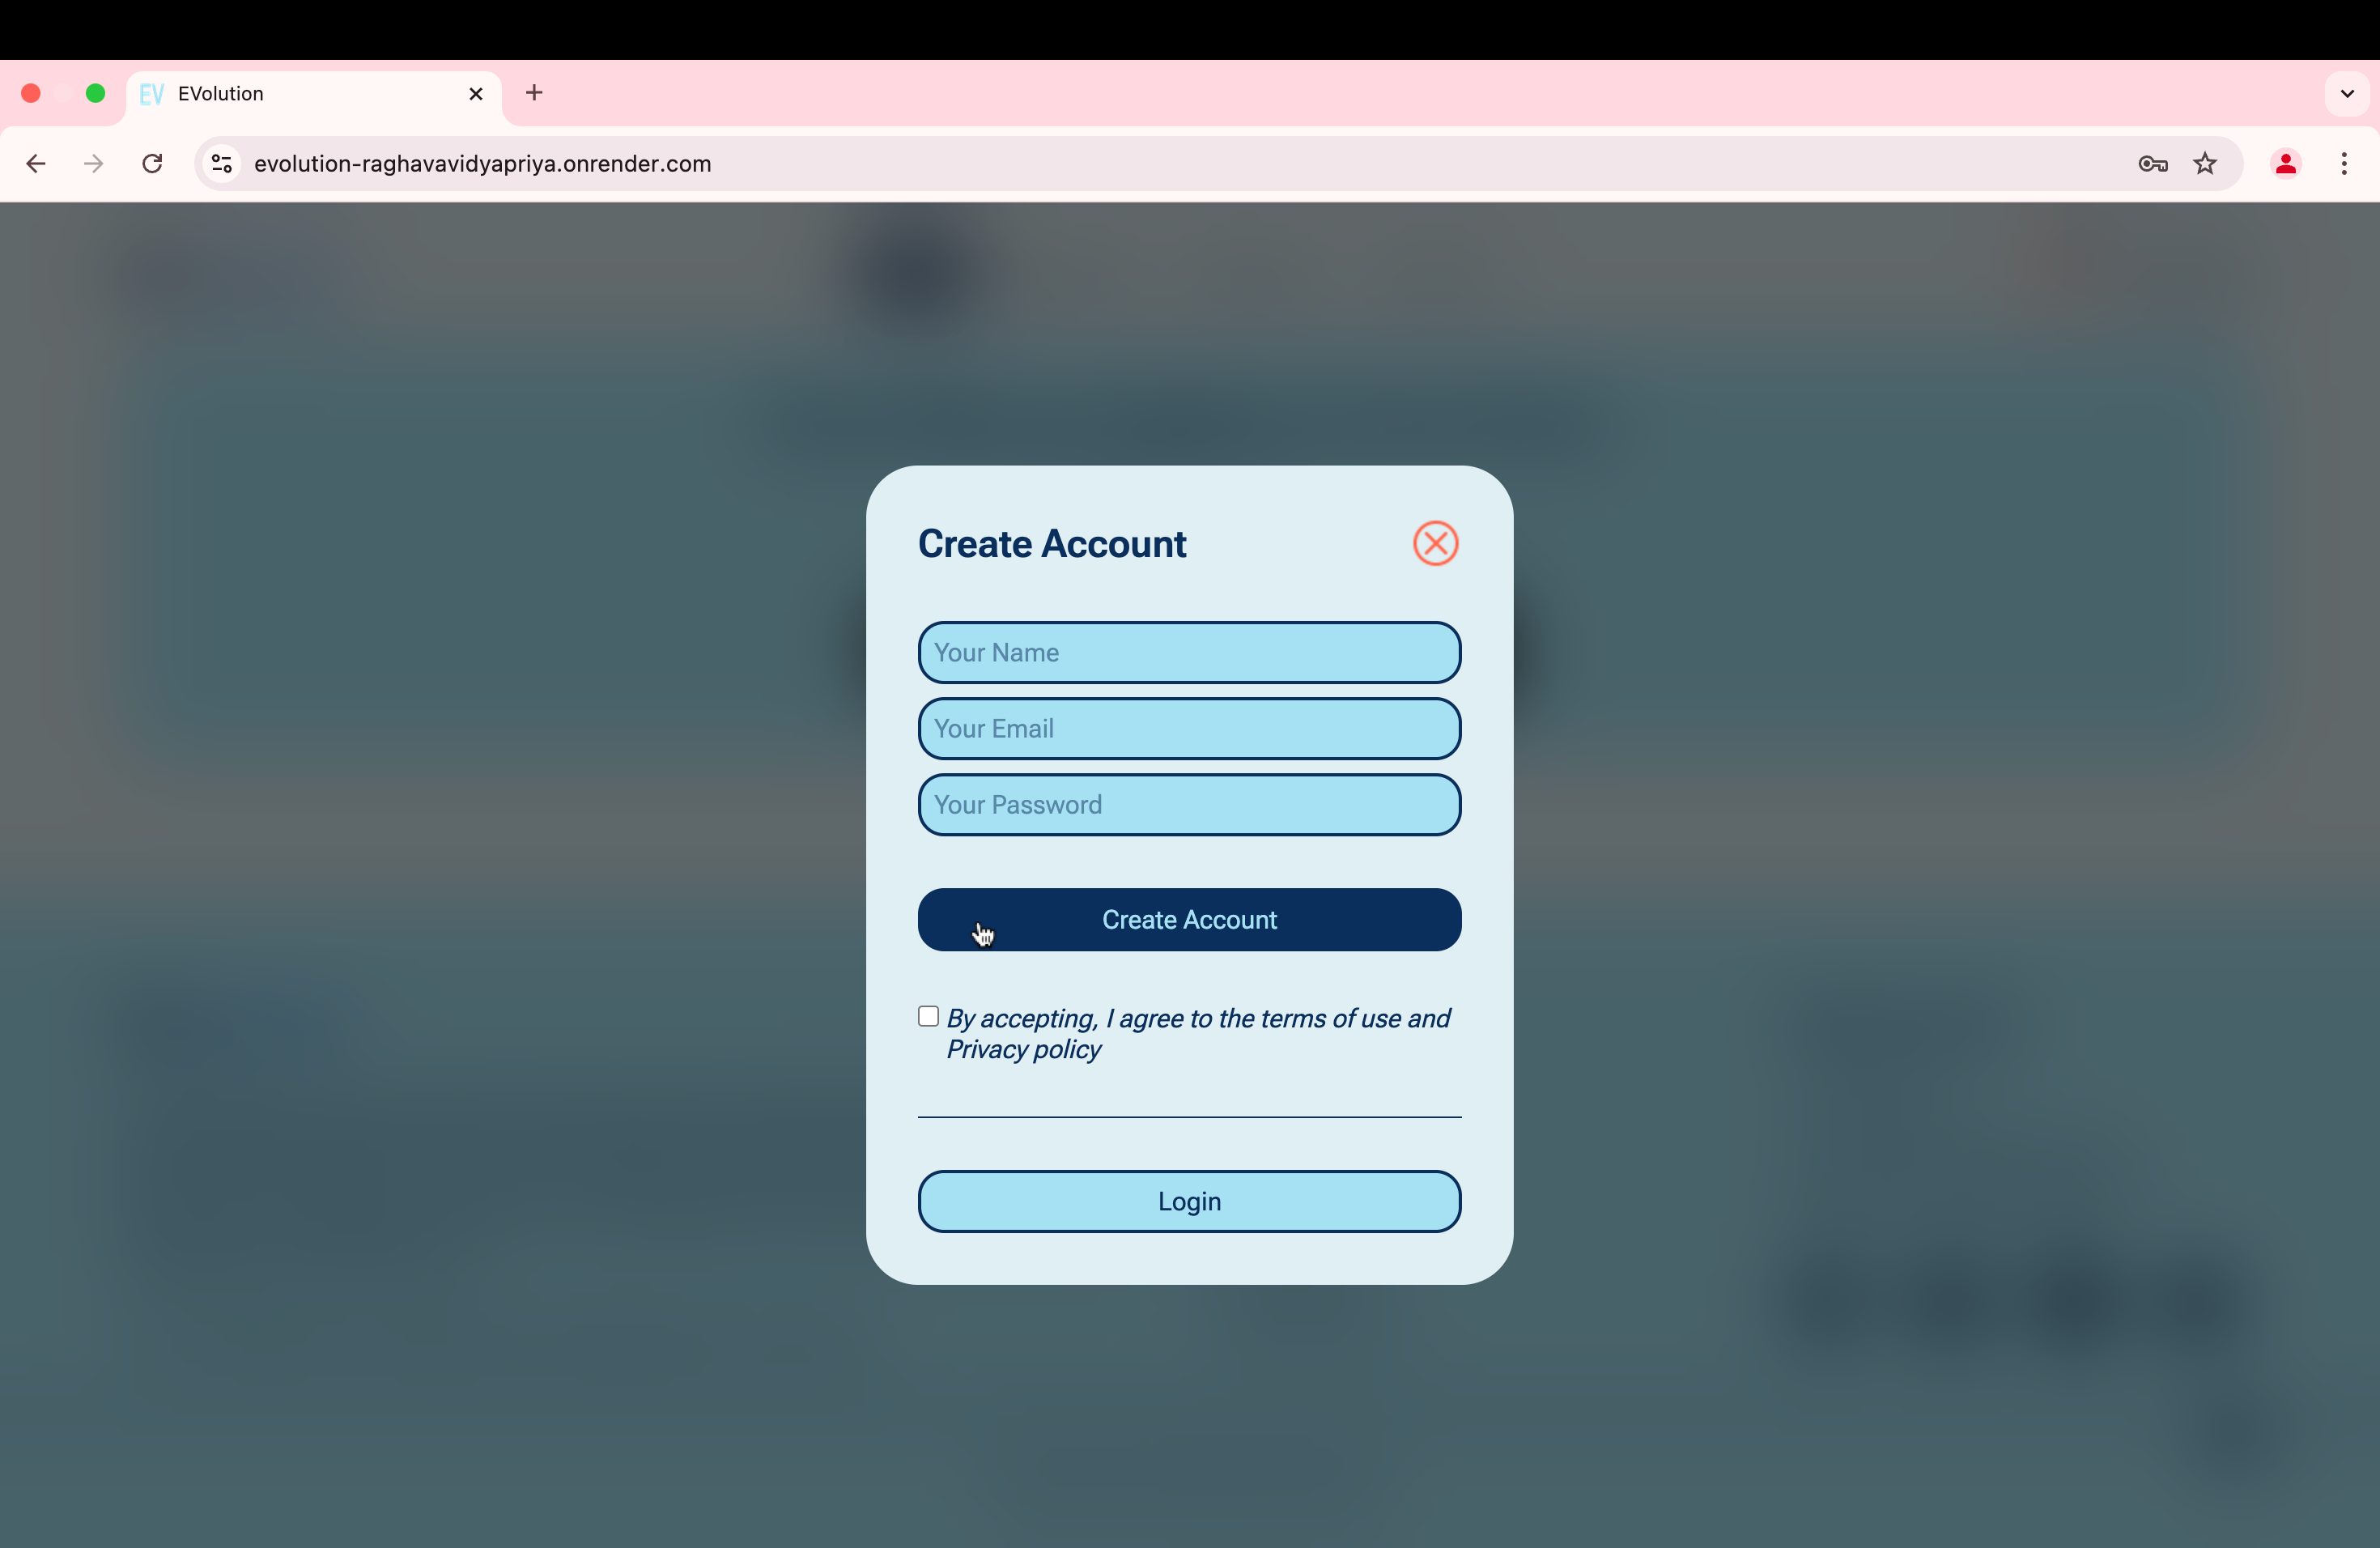 EV EVolution
evolution-raghavavidyapriya.onrender.com
Create Account
Your Name
Your Email
Your Password
Create Account
By accepting, I agree to the terms of use and
Privacy policy
Login